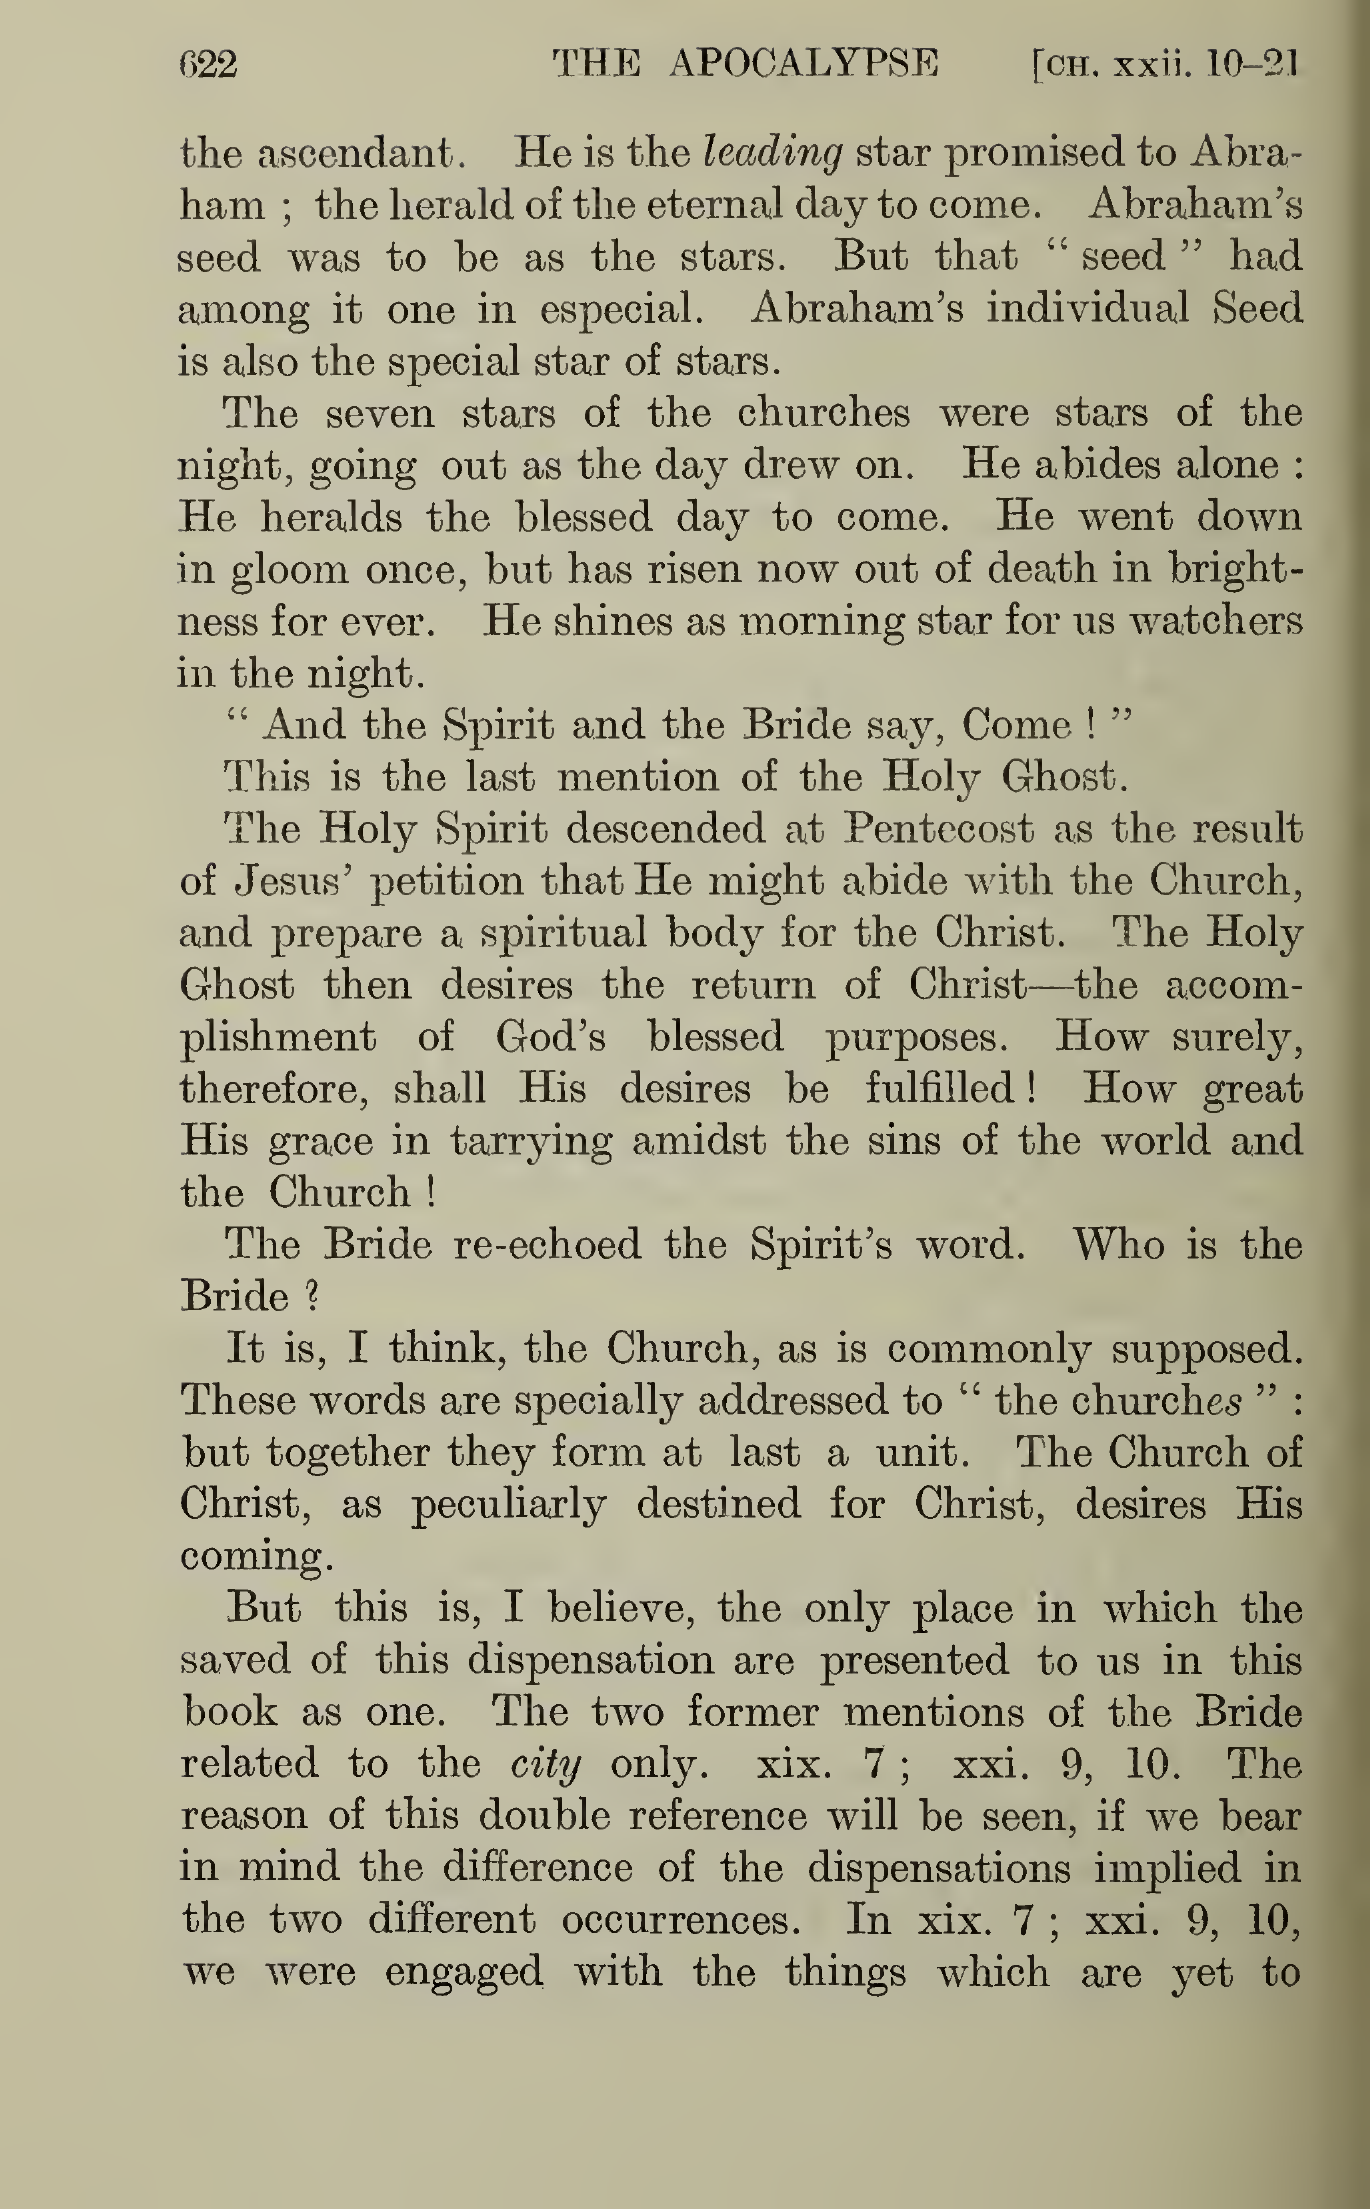 622 THE APOCALYPSE [CH. xxii. 10–21
the ascendant. He is the leading star promised to Abra-
ham ; the herald of the eternal day to come. Abraham’s
seed was to be as the stars. But that “ seed ” had
among it one in especial. Abraham’s individual Seed
is also the special star of stars.
The seven stars of the churches were stars of the
night, going out as the day drew on. He abides alone :
He heralds the blessed day to come. He went down
in gloom once, but has risen now out of death in bright-
ness for ever. He shines as morning star for us watchers
in the night.
“ And the Spirit and the Bride say, Come ! ”
This is the last mention of the Holy Ghost.
The Holy Spirit descended at Pentecost as the result
of Jesus’ petition that He might abide with the Church,
and prepare a spiritual body for the Christ. The Holy
Ghost then desires the return of Christ—the accom-
plishment of God’s blessed purposes. How surely,
therefore, shall His desires be fulfilled ! How great
His grace in tarrying amidst the sins of the world and
the Church !
The Bride re-echoed the Spirit’s word. Who is the
Bride ?
It is, I think, the Church, as is commonly supposed.
These words are specially addressed to “ the churches ” :
but together they form at last a unit. The Church of
Christ, as peculiarly destined for Christ, desires His
coming.
But this is, I believe, the only place in which the
saved of this dispensation are presented to us in this
book as one. The two former mentions of the Bride
related to the city only. xix. 7 ; xxi. 9, 10. The
reason of this double reference will be seen, if we bear
in mind the difference of the dispensations implied in
the two different occurrences. In xix. 7 ; xxi. 9, 10,
we were engaged with the things which are yet to